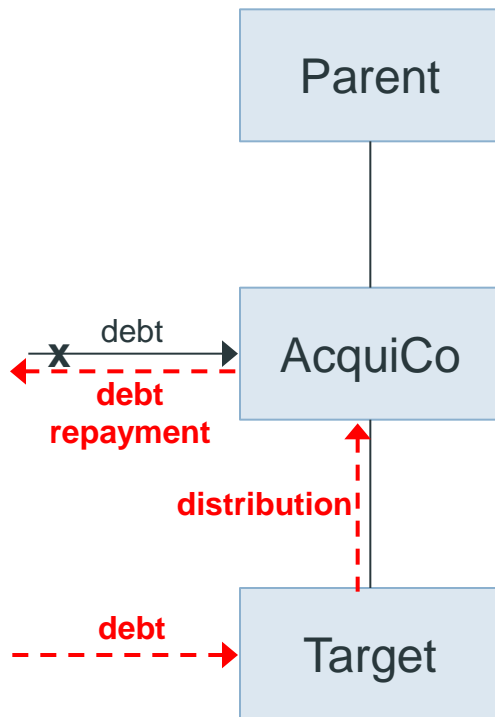 Parent
debt
x
AcquiCo
debt
repayment
distribution
debt
Target